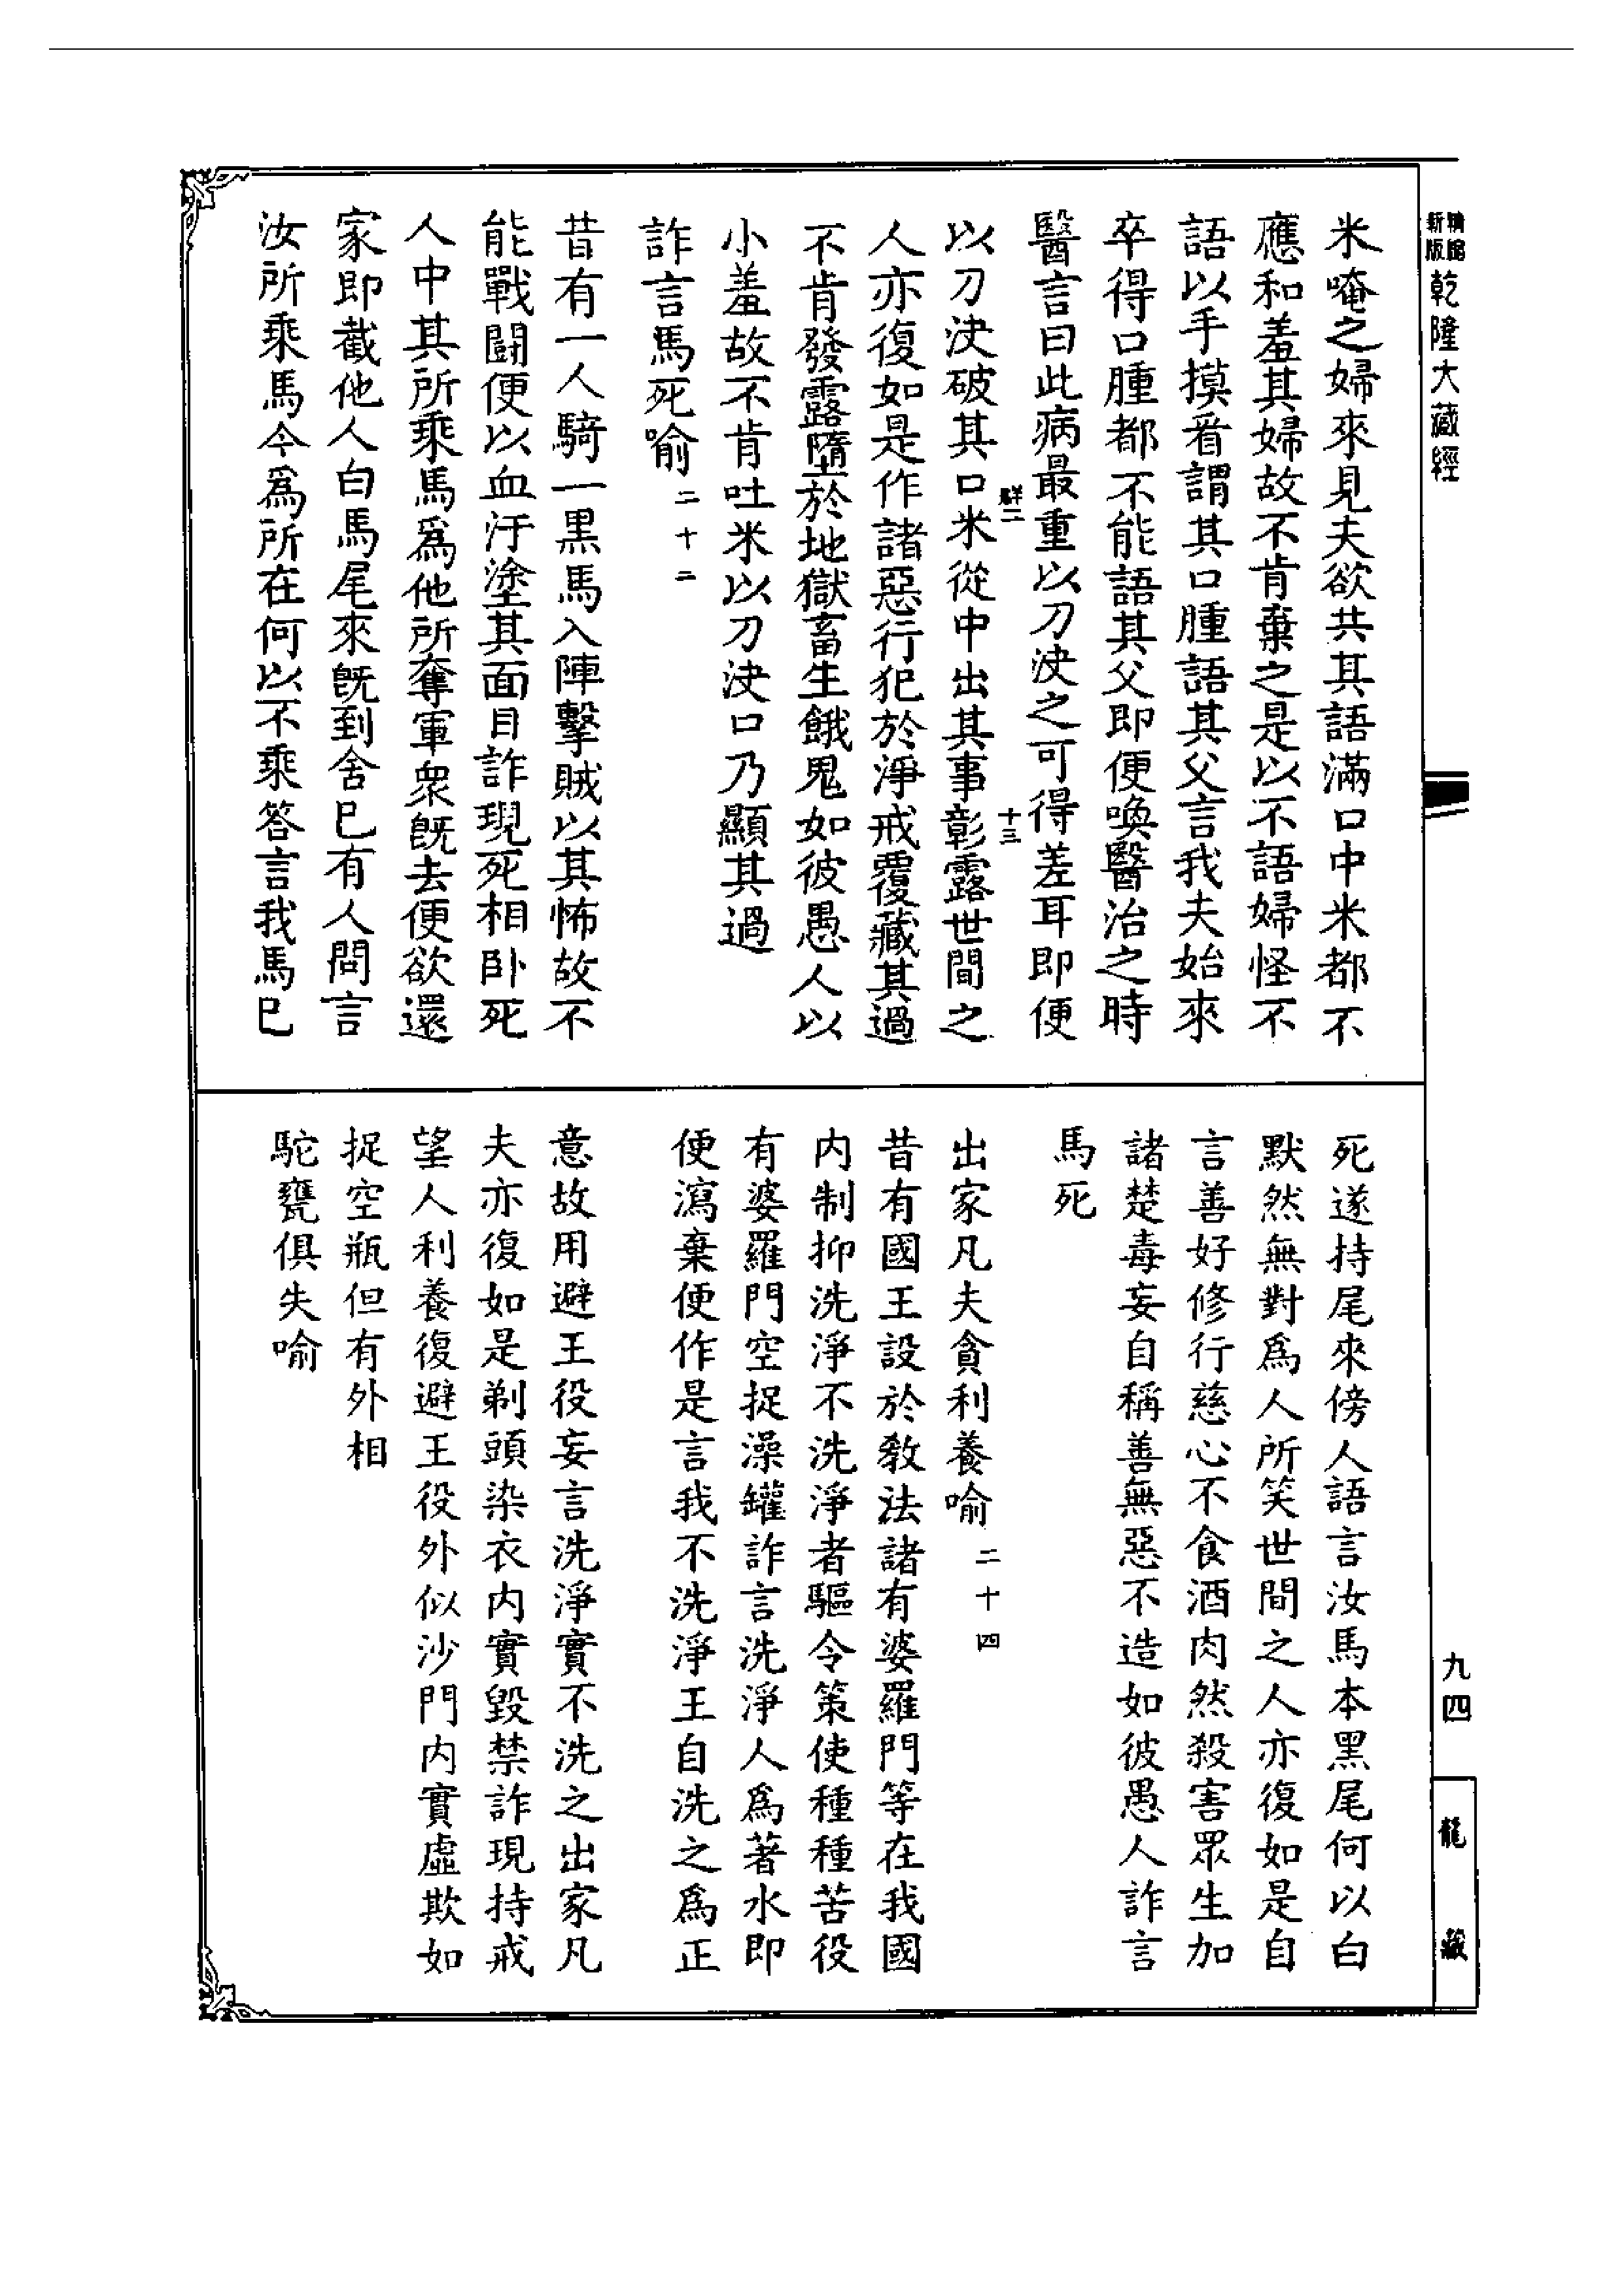 新版
精縮
乾隆大藏經
米唵之婦來見夫欲共其語滿口中米都不
應和羞其婦故不肯棄之是以不語婦怪不
語以手摸看謂其口腫語其父言我夫始來
卒得口腫都不能語其父即便喚醫治之時
醫言曰此病最重以刀決之可得差耳即便
以刀決破其口米從中出其事彰露世間之
人亦復如是作諸惡行犯於淨戒覆藏其過
不肯發露墮於地獄畜生餓鬼如彼愚人以
小羞故不肯吐米以刀決口乃顯其過
詐言馬死喻二十二
昔有一人騎一黑馬入陣擊賊以其怖故不
能戰鬪便以血汙塗其面目詐現死相卧死
人中其所乘馬爲他所奪軍衆旣去便欲還
家即截他人白馬尾來旣到舍巳有人問言
汝所乘馬今爲所在何以不乘答言我馬巳
死遂持尾來傍人語言汝馬本黑尾何以白
默然無對爲人所笑世間之人亦復如是自
言善好修行慈心不食酒肉然殺害眾生加
諸楚毒妄自稱善無惡不造如彼愚人詐言
馬死
出家凡夫貪利養喻二十四
昔有國王設於教法諸有婆羅門等在我國
内制抑洗淨不洗淨者驅令策使種種苦役
有婆羅門空捉澡罐詐言洗淨人爲著水即
便瀉棄便作是言我不洗淨王自洗之爲正
意故用避王役妄言洗淨實不洗之出家凡
夫亦復如是剃頭染衣内實毀禁詐現持戒
望人利養復避王役外似沙門内實虛欺如
捉空瓶但有外相
駝甕俱失喻
九四
龍藏
十三